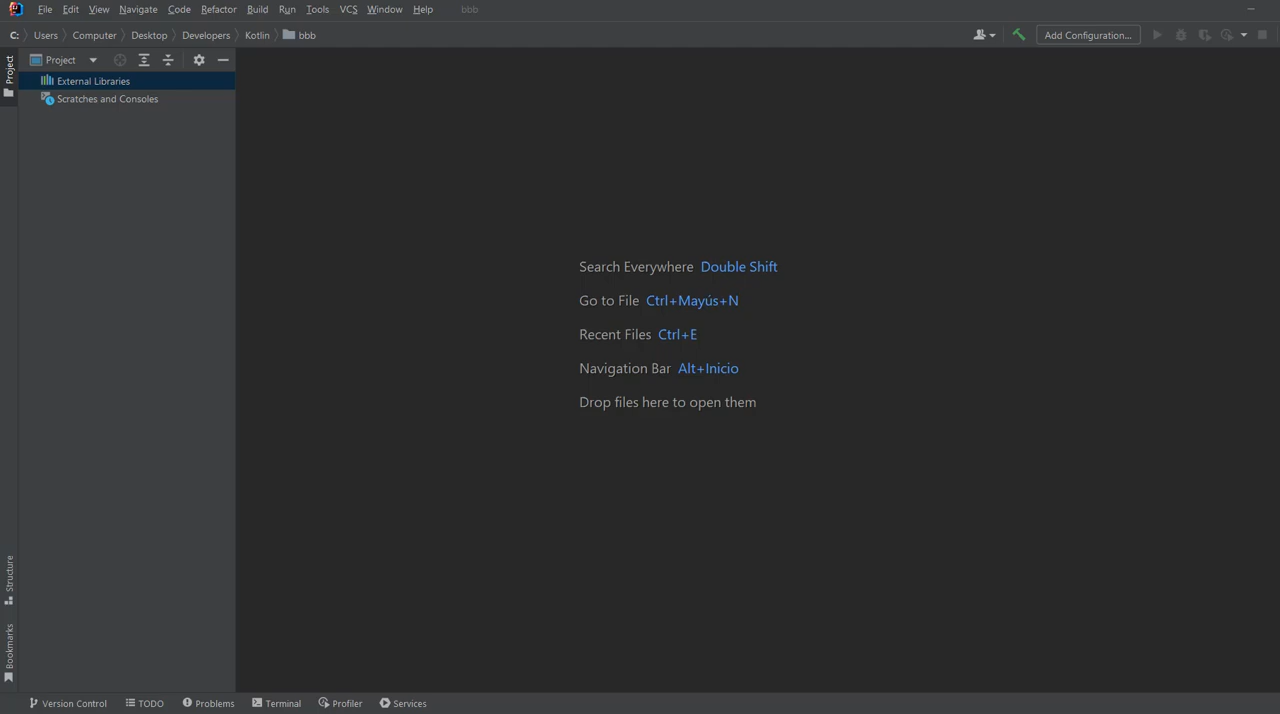 File Edit View Navigate Code Refactor Build Run Tools VCS Window Help bbb
C: Users Computer Desktop Developers Kotlin bbb Add Configuration...
Project
Project
External Libraries
Scratches and Consoles
Search Everywhere Double Shift
Go to File Ctrl+Mayús+N
Recent Files Ctrl+E
Navigation Bar Alt+Inicio
Drop files here to open them
Structure
Bookmarks
Version Control TODO Problems Terminal Profiler Services